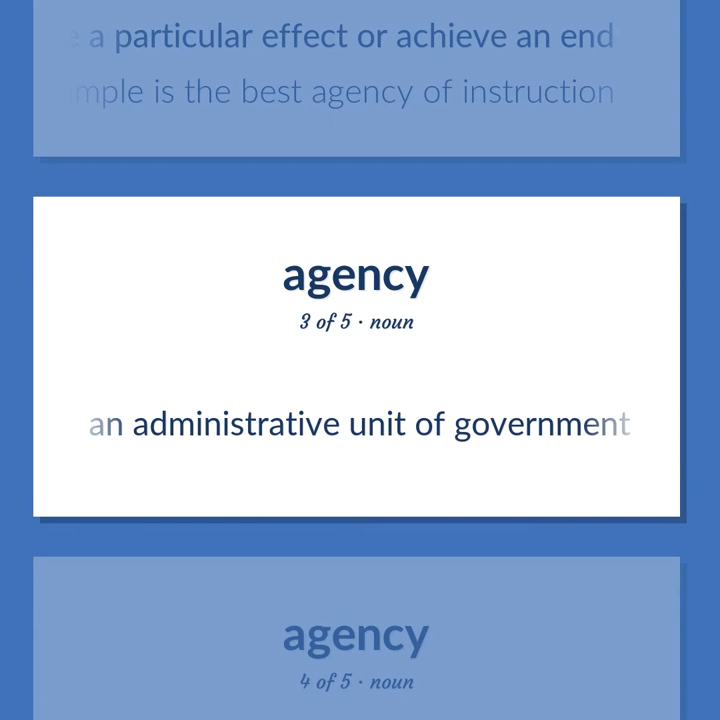 a particular effect or achieve an end
is the best agency of instruction
agency
3 of 5 · noun
an administrative unit of government
agency
4 of 5 · noun